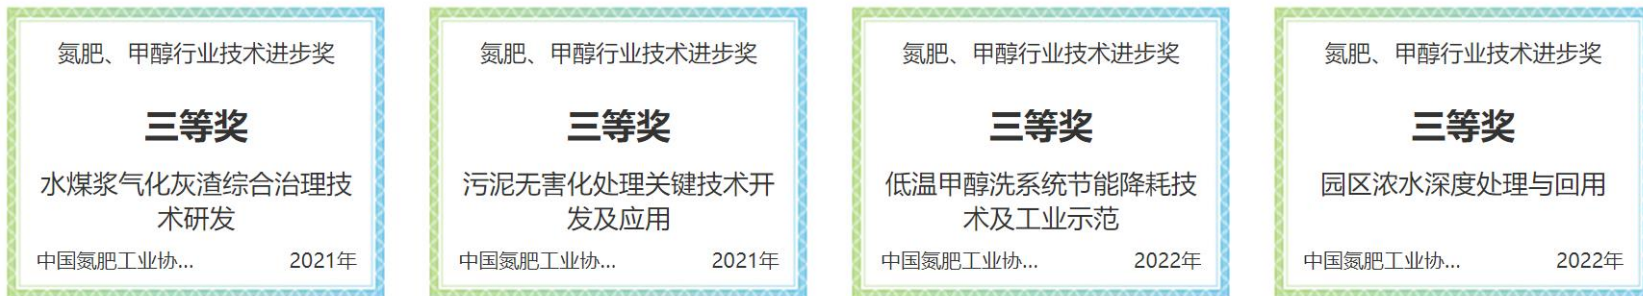 氮肥、甲醇行业技术进步奖
三等奖
水煤浆气化灰渣综合治理技
术研发
中国氮肥工业协... 2021年
氮肥、甲醇行业技术进步奖
三等奖
污泥无害化处理关键技术开
发及应用
中国氮肥工业协... 2021年
氮肥、甲醇行业技术进步奖
三等奖
低温甲醇洗系统节能降耗技
术及工业示范
中国氮肥工业协... 2022年
氮肥、甲醇行业技术进步奖
三等奖
园区浓水深度处理与回用
中国氮肥工业协... 2022年